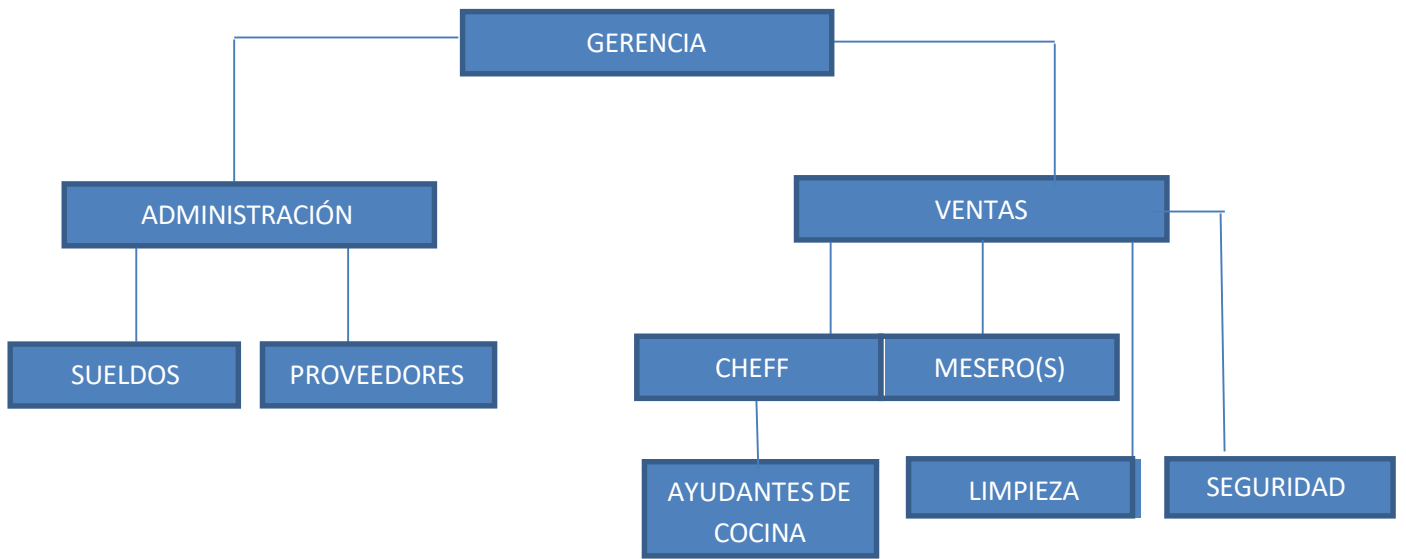 GERENCIA
ADMINISTRACIÓN
VENTAS
SUELDOS
PROVEEDORES
CHEFF
MESERO(S)
AYUDANTES DE
COCINA
LIMPIEZA
SEGURIDAD